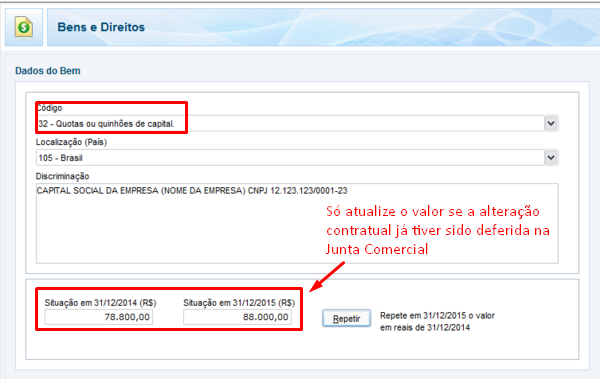 Bens e Direitos
Dados do Bem
Código
32 - Quotas ou quinhões de capital.
Localização (País)
105 - Brasil
Discriminação
CAPITAL SOCIAL DA EMPRESA (NOME DA EMPRESA) CNPJ 12.123.123/0001-23
Só atualize o valor se a alteração
contratual já tiver sido deferida na
Junta Comercial
Situação em 31/12/2014 (R$)
Situação em 31/12/2015 (R$)
78.800,00
88.000,00
Repetir
Repete em 31/12/2015 o valor
em reais de 31/12/2014